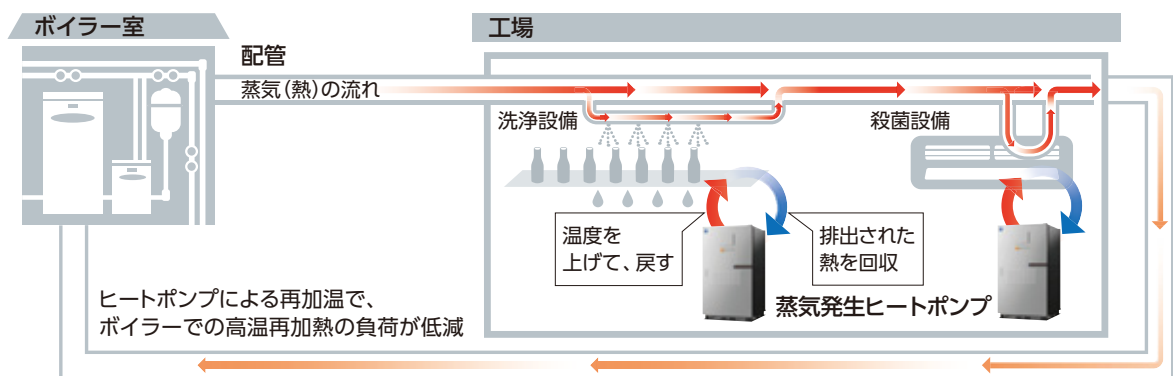 ボイラー室
工場
配管
蒸気(熱)の流れ
洗浄設備
殺菌設備
温度を
上げて、戻す
排出された
熱を回収
蒸気発生ヒートポンプ
ヒートポンプによる再加温で、
ボイラーでの高温再加熱の負荷が低減